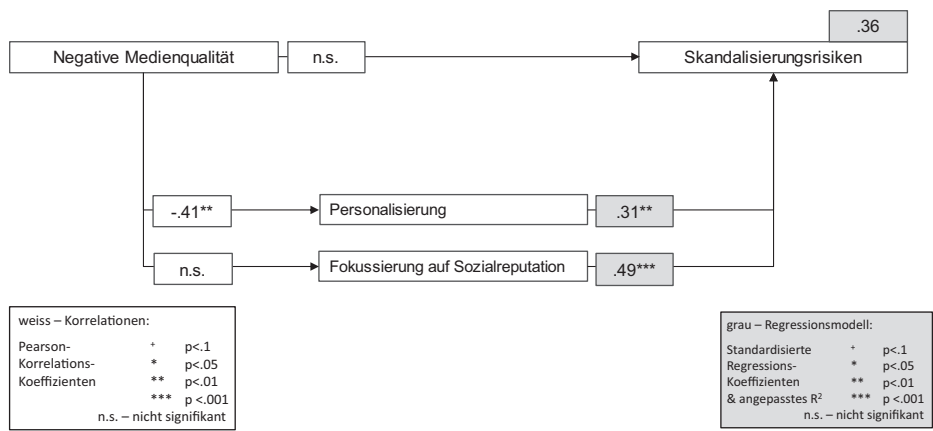 .36
Negative Medienqualität n.s. Skandalisierungsrisiken
-.41** Personalisierung .31**
n.s. Fokussierung auf Sozialreputation .49***
weiss – Korrelationen:
Pearson- + p<.1
Korrelations- * p<.05
Koeffizienten ** p<.01
*** p <.001
n.s. – nicht signifikant
grau – Regressionsmodell:
Standardisierte + p<.1
Regressions- * p<.05
Koeffizienten ** p<.01
& angepasstes R² *** p <.001
n.s. – nicht signifikant